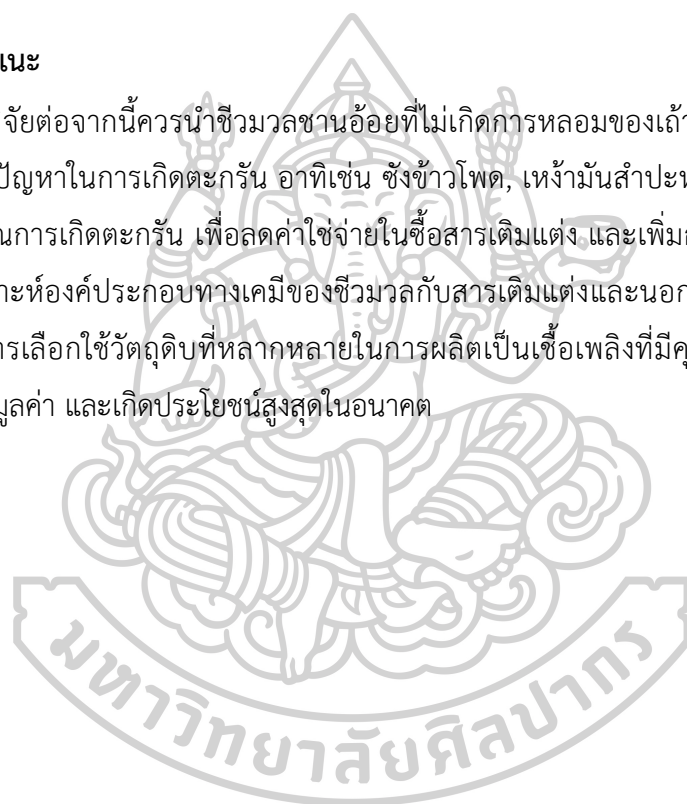 แนะ
จัยต่อจากนี้ควรนำชีวมวลชานอ้อยที่ไม่เกิดการหลอมของเถ้า
ปัญหาในการเกิดตะกรัน อาทิเช่น ซังข้าวโพด, เหง้ามันสำปะห
นการเกิดตะกรัน เพื่อลดค่าใช้จ่ายในซื้อสารเติมแต่ง และเพิ่มก
าะห์องค์ประกอบทางเคมีของชีวมวลกับสารเติมแต่งและนอก
ารเลือกใช้วัตถุดิบที่หลากหลายในการผลิตเป็นเชื้อเพลิงที่มีคุ
มูลค่า และเกิดประโยชน์สูงสุดในอนาคต
มหาวิทยาลัยศิลปากร